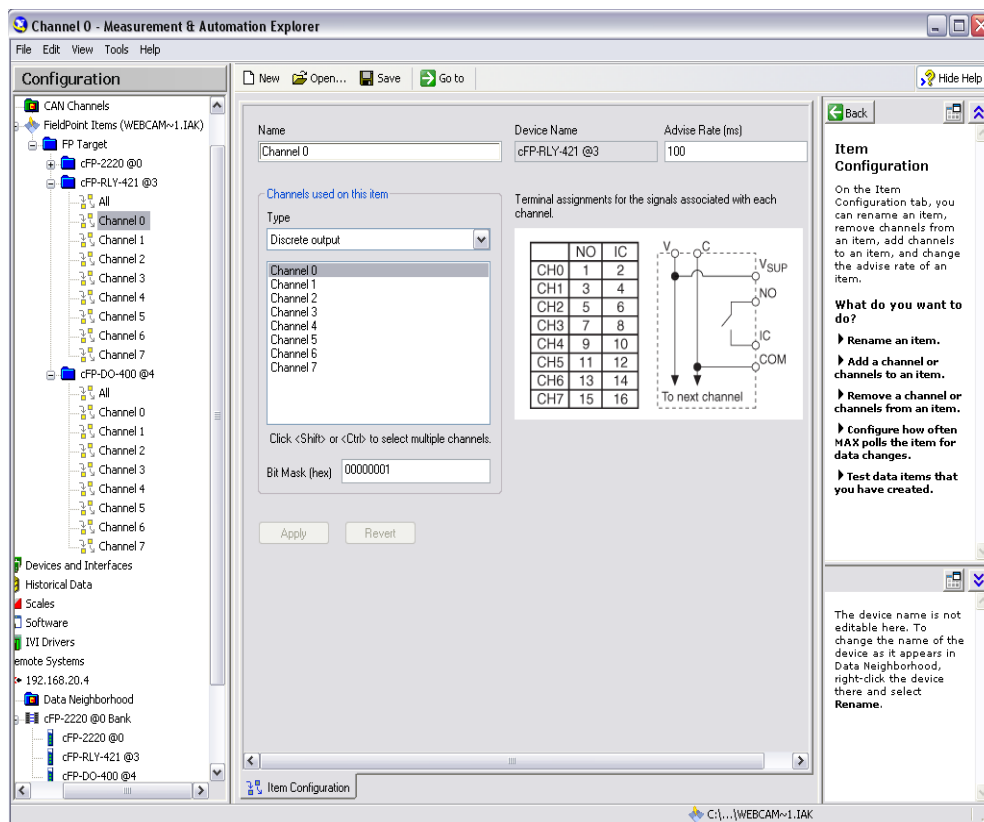 Channel 0 - Measurement & Automation Explorer
File Edit View Tools Help
Configuration
New Open... Save Go to
Hide Help
CAN Channels
FieldPoint Items (WEBCAM~1.IAK)
FP Target
cFP-2220 @0
cFP-RLY-421 @3
All
Channel 0
Channel 1
Channel 2
Channel 3
Channel 4
Channel 5
Channel 6
Channel 7
cFP-DO-400 @4
All
Channel 0
Channel 1
Channel 2
Channel 3
Channel 4
Channel 5
Channel 6
Channel 7
Devices and Interfaces
Historical Data
Scales
Software
IVI Drivers
emote Systems
192.168.20.4
Data Neighborhood
cFP-2220 @0 Bank
cFP-2220 @0
cFP-RLY-421 @3
cFP-DO-400 @4
Name
Channel 0
Device Name
cFP-RLY-421 @3
Advise Rate (ms)
100
Channels used on this item
Type
Discrete output
Channel 0
Channel 1
Channel 2
Channel 3
Channel 4
Channel 5
Channel 6
Channel 7
Click <Shift> or <Ctrl> to select multiple channels.
Bit Mask (hex) 00000001
Apply Revert
Terminal assignments for the signals associated with each
channel.
NO IC
CH0 1 2
CH1 3 4
CH2 5 6
CH3 7 8
CH4 9 10
CH5 11 12
CH6 13 14
CH7 15 16
V C
VSUP
NO
IC
COM
To next channel
Item Configuration
Back
Item
Configuration
On the Item
Configuration tab, you
can rename an item,
remove channels from
an item, add channels
to an item, and change
the advise rate of an
item.
What do you want to
do?
Rename an item.
Add a channel or
channels to an item.
Remove a channel or
channels from an item.
Configure how often
MAX polls the item for
data changes.
Test data items that
you have created.
The device name is not
editable here. To
change the name of the
device as it appears in
Data Neighborhood,
right-click the device
there and select
Rename.
C:\...\WEBCAM~1.IAK